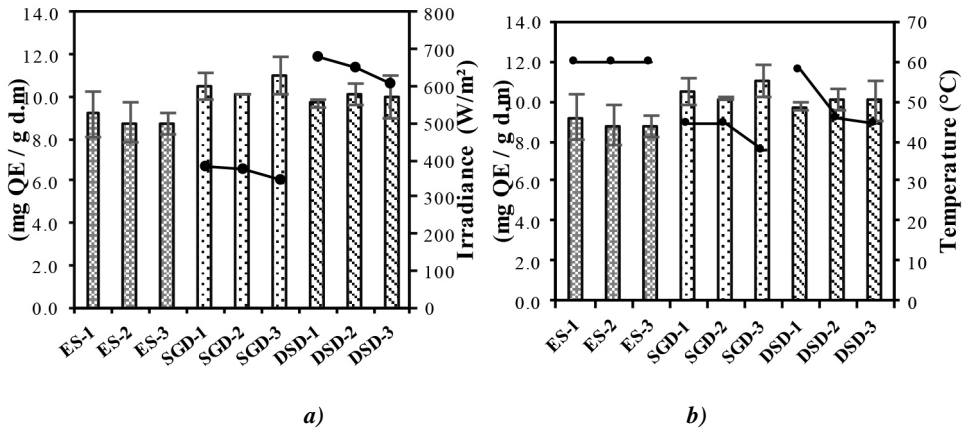 14.0
12.0
10.0
8.0
6.0
4.0
2.0
0.0
(mg QE / g d.m)
800
700
600
500
400
300
200
100
0
Irradiance (W/m²)
ES-1
ES-2
ES-3
SGD-1
SGD-2
SGD-3
DSD-1
DSD-2
DSD-3
a)
14.0
12.0
10.0
8.0
6.0
4.0
2.0
0.0
(mg QE / g d.m)
70
60
50
40
30
20
10
0
Temperature (°C)
ES-1
ES-2
ES-3
SGD-1
SGD-2
SGD-3
DSD-1
DSD-2
DSD-3
b)